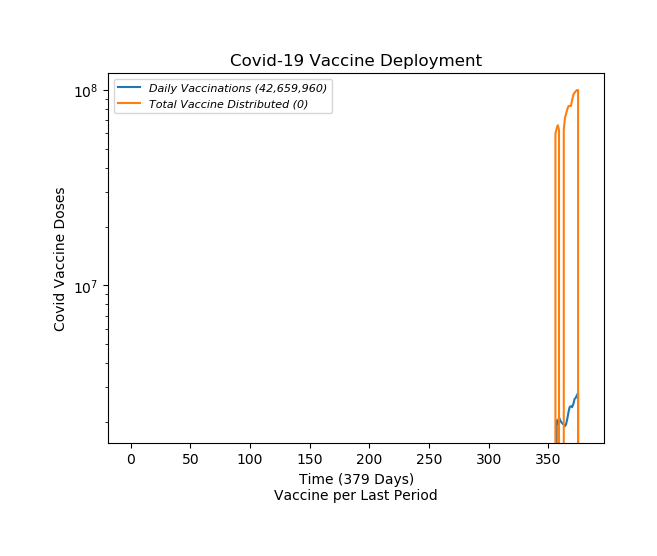 Covid-19 Vaccine Deployment
Daily Vaccinations (42,659,960)
Total Vaccine Distributed (0)
10⁸
10⁷
Covid Vaccine Doses
0 50 100 150 200 250 300 350
Time (379 Days)
Vaccine per Last Period